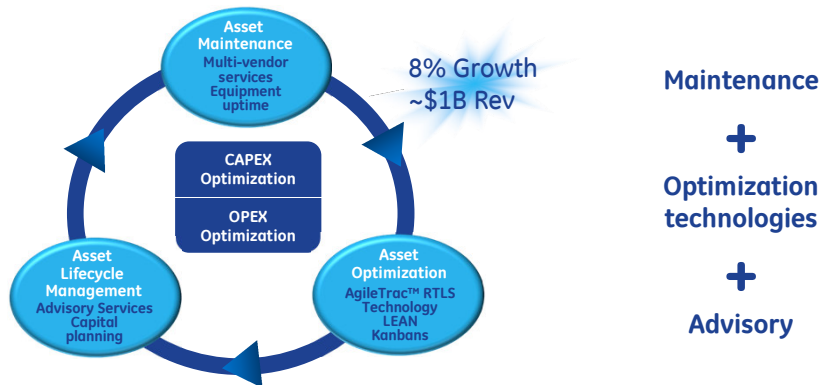 Asset
Maintenance
Multi-vendor
services
Equipment
uptime
8% Growth
~$1B Rev
CAPEX
Optimization
OPEX
Optimization
Asset
Lifecycle
Management
Advisory Services
Capital
planning
Asset
Optimization
AgileTrac™ RTLS
Technology
LEAN
Kanbans
Maintenance
+
Optimization
technologies
+
Advisory